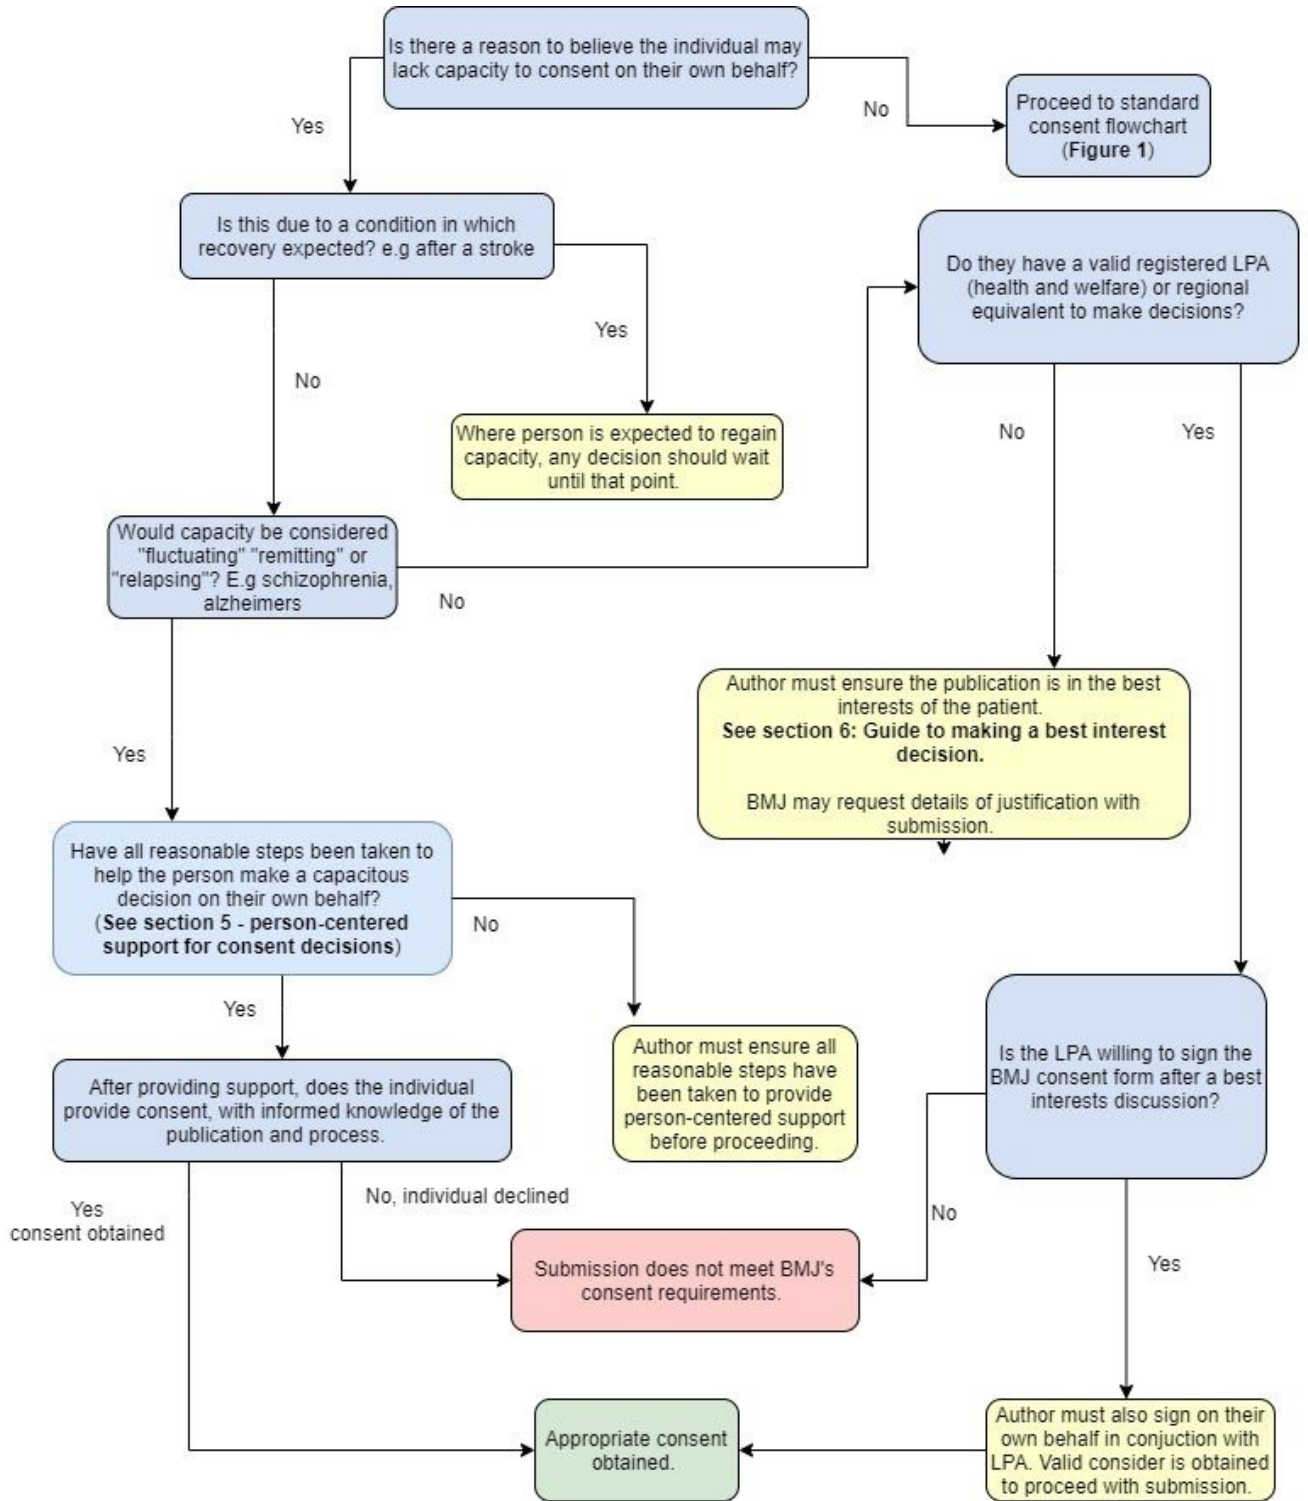 Is there a reason to believe the individual may
lack capacity to consent on their own behalf?
No
Proceed to standard
consent flowchart
(Figure 1)
Yes
Is this due to a condition in which
recovery expected? e.g after a stroke
Do they have a valid registered LPA
(health and welfare) or regional
equivalent to make decisions?
Yes
No
Where person is expected to regain
capacity, any decision should wait
until that point.
No
Yes
Would capacity be considered
"fluctuating" "remitting" or
"relapsing"? E.g schizophrenia,
alzheimers
No
Author must ensure the publication is in the best
interests of the patient.
See section 6: Guide to making a best interest
decision.
BMJ may request details of justification with
submission.
Yes
Have all reasonable steps been taken to
help the person make a capacitous
decision on their own behalf?
(See section 5 - person-centered
support for consent decisions)
No
Yes
Author must ensure all
reasonable steps have
been taken to provide
person-centered support
before proceeding.
Is the LPA willing to sign the
BMJ consent form after a best
interests discussion?
After providing support, does the individual
provide consent, with informed knowledge of the
publication and process.
No, individual declined
Yes
consent obtained
No
Submission does not meet BMJ's
consent requirements.
Yes
Appropriate consent
obtained.
Author must also sign on their
own behalf in conjuction with
LPA. Valid consider is obtained
to proceed with submission.